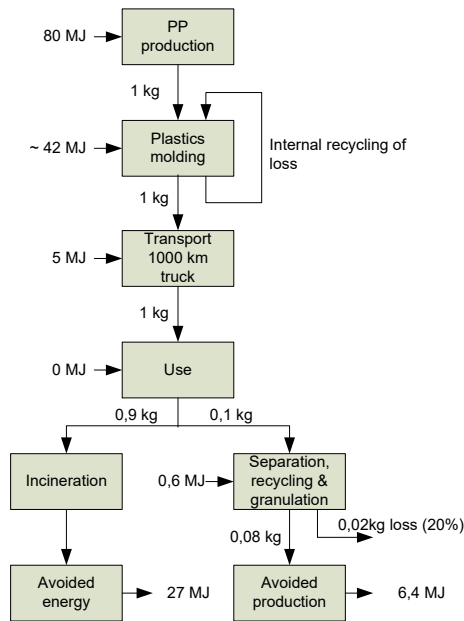 PP
production
80 MJ
1 kg
Plastics
molding
~ 42 MJ
Internal recycling of
loss
1 kg
Transport
1000 km
truck
5 MJ
1 kg
Use
0 MJ
0,9 kg
0,1 kg
Incineration
0,6 MJ
Separation,
recycling &
granulation
0,02kg loss (20%)
0,08 kg
Avoided
energy
27 MJ
Avoided
production
6,4 MJ